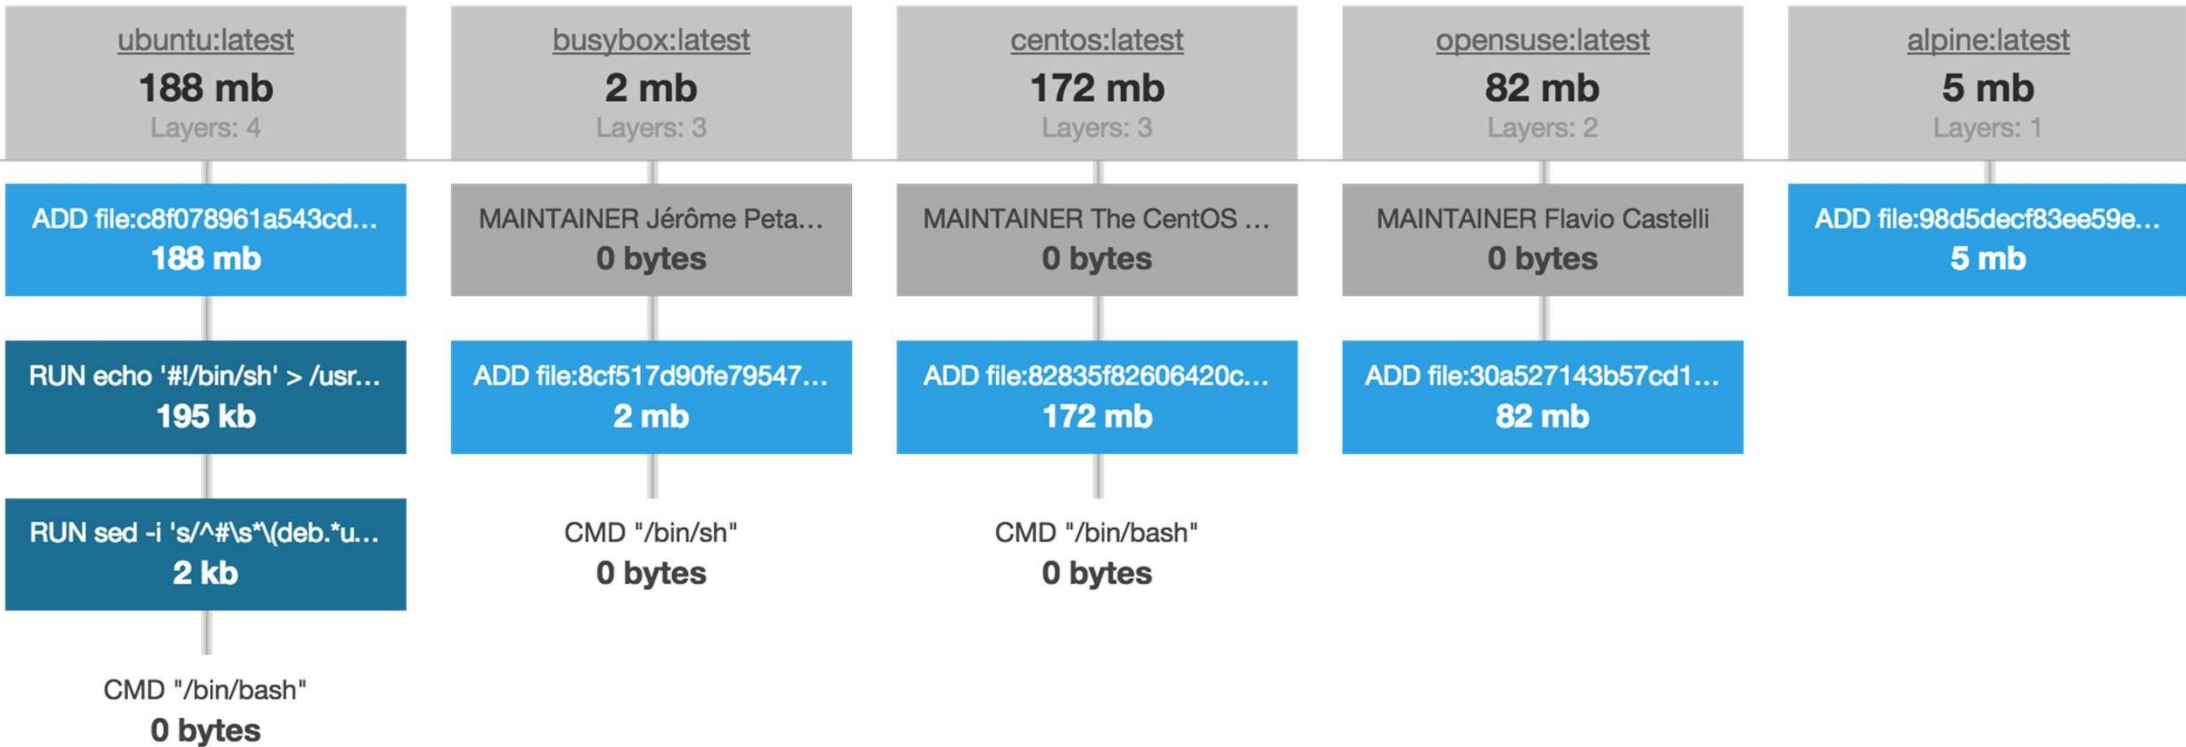 ubuntu:latest
188 mb
Layers: 4
ADD file:c8f078961a543cd...
188 mb
RUN echo '#!/bin/sh' > /usr...
195 kb
RUN sed -i 's/^#\s*\(deb.*u...
2 kb
CMD "/bin/bash"
0 bytes
busybox:latest
2 mb
Layers: 3
MAINTAINER Jérôme Peta...
0 bytes
ADD file:8cf517d90fe79547...
2 mb
CMD "/bin/sh"
0 bytes
centos:latest
172 mb
Layers: 3
MAINTAINER The CentOS ...
0 bytes
ADD file:82835f82606420c...
172 mb
CMD "/bin/bash"
0 bytes
opensuse:latest
82 mb
Layers: 2
MAINTAINER Flavio Castelli
0 bytes
ADD file:30a527143b57cd1...
82 mb
alpine:latest
5 mb
Layers: 1
ADD file:98d5decf83ee59e...
5 mb